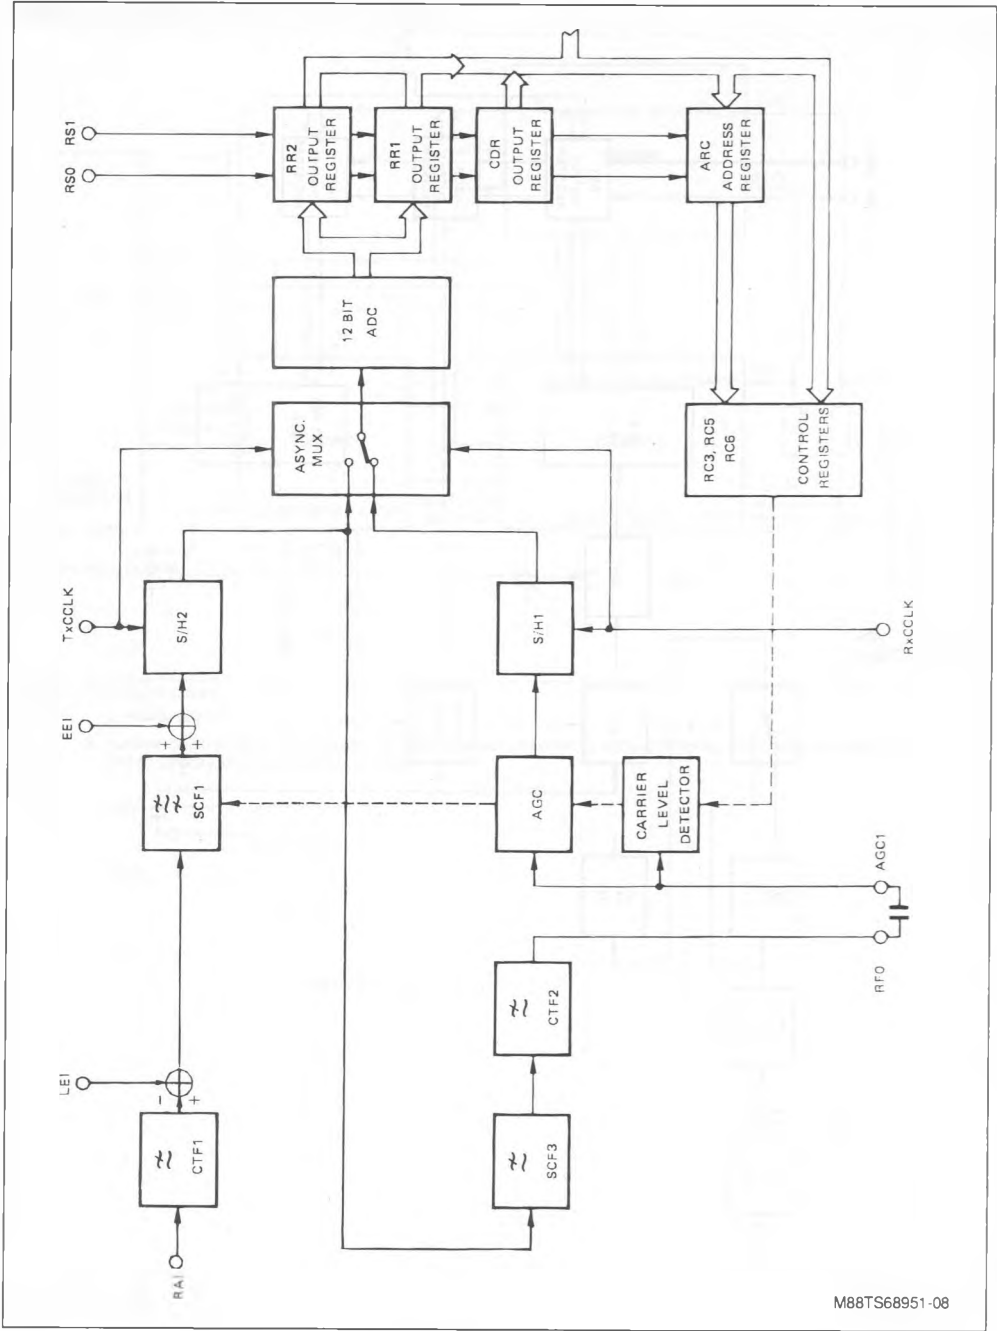 RS1
RS0
RR2
OUTPUT
REGISTER
RR1
OUTPUT
REGISTER
CDR
OUTPUT
REGISTER
ARC
ADDRESS
REGISTER
12 BIT
ADC
ASYNC.
MUX
RC3, RC5
RC6
CONTROL
REGISTERS
TxCCLK
S/H2
S/H1
RxCCLK
EEI
+
+
SCF1
AGC
CARRIER
LEVEL
DETECTOR
AGC1
RFO
CTF2
LEI
-
+
CTF1
SCF3
RAI
M88TS68951-08